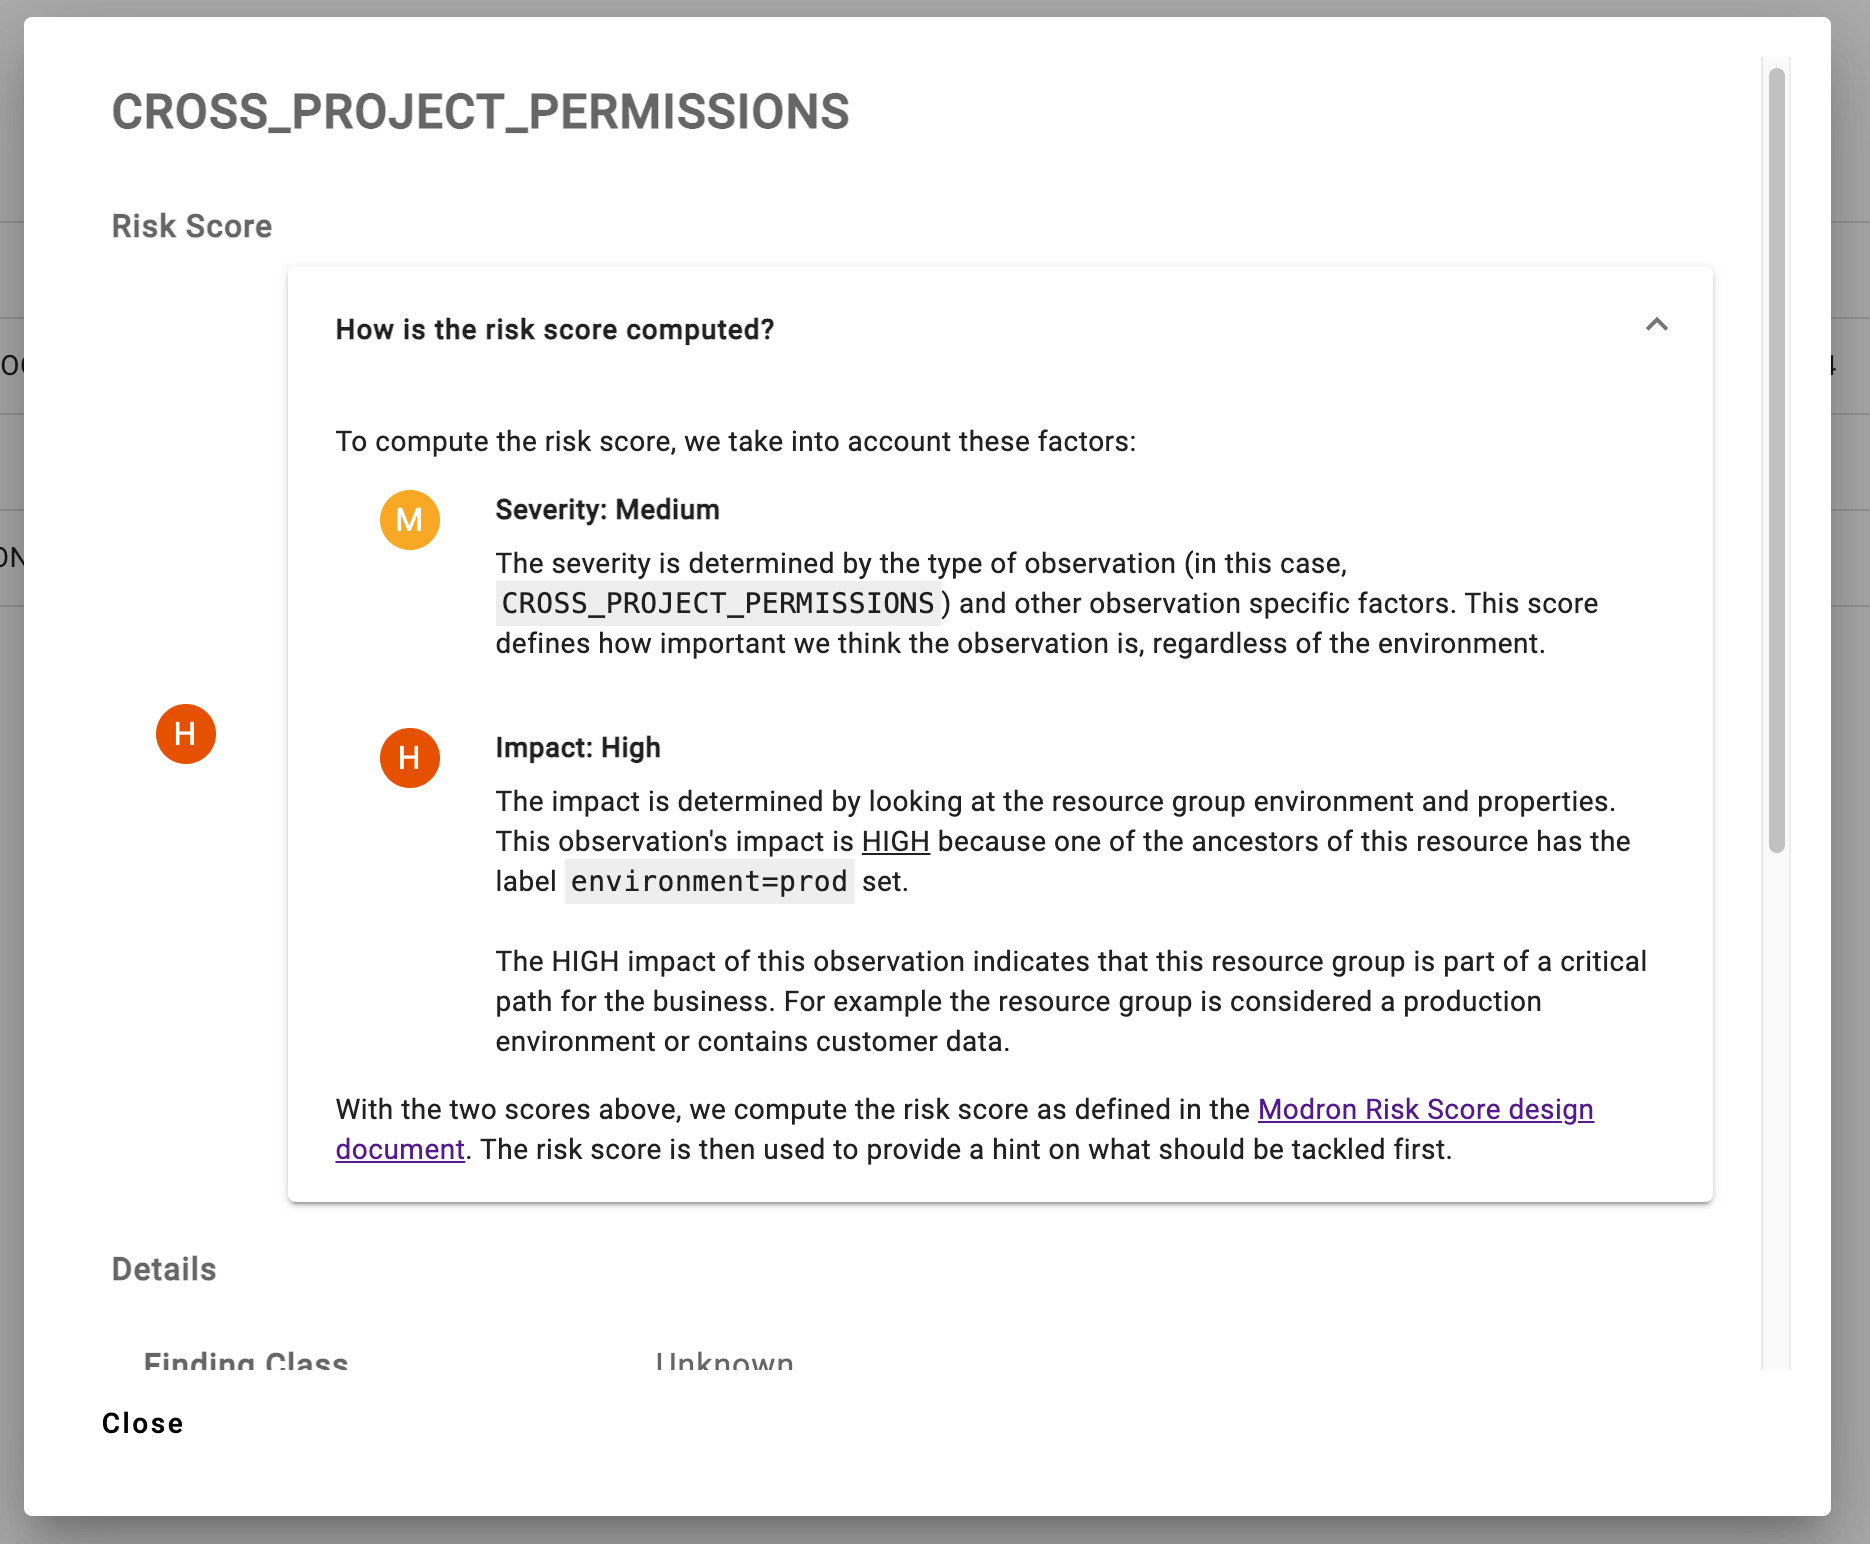 CROSS_PROJECT_PERMISSIONS
Risk Score
How is the risk score computed?
To compute the risk score, we take into account these factors:
M
Severity: Medium
The severity is determined by the type of observation (in this case,
CROSS_PROJECT_PERMISSIONS) and other observation specific factors. This score
defines how important we think the observation is, regardless of the environment.
H
H
Impact: High
The impact is determined by looking at the resource group environment and properties.
This observation's impact is HIGH because one of the ancestors of this resource has the
label environment=prod set.
The HIGH impact of this observation indicates that this resource group is part of a critical
path for the business. For example the resource group is considered a production
environment or contains customer data.
With the two scores above, we compute the risk score as defined in the Modron Risk Score design
document. The risk score is then used to provide a hint on what should be tackled first.
Details
Finding Class
Unknown
Close